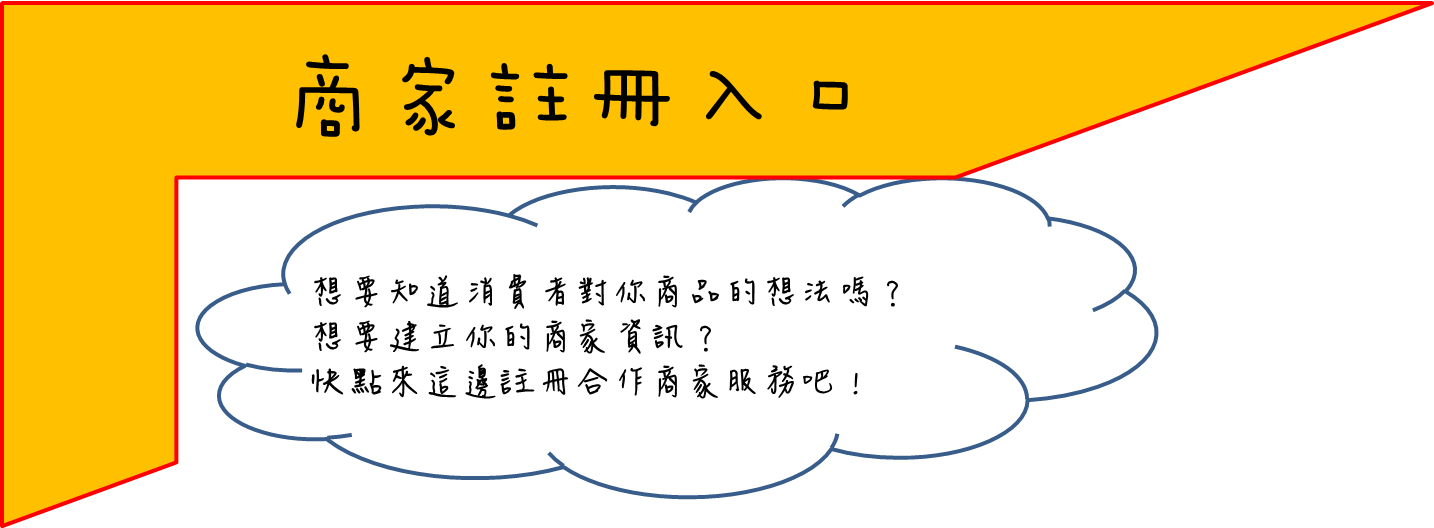 商家註冊入口
想要知道消費者對你商品的想法嗎？
想要建立你的商家資訊？
快點來這邊註冊合作商家服務吧！